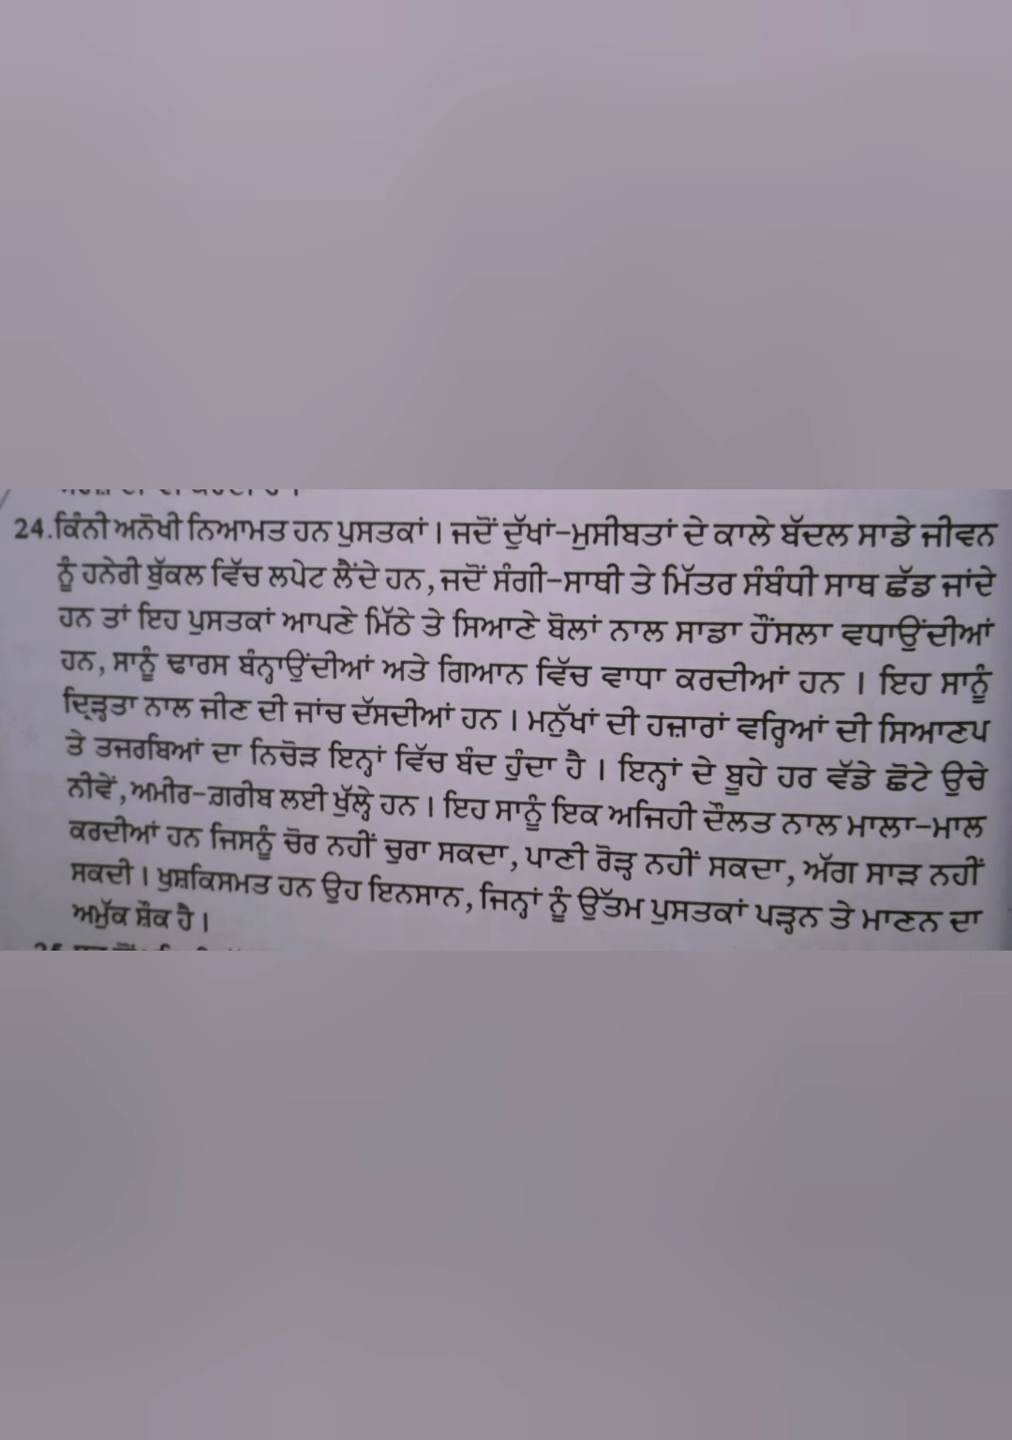 24.ਕਿੰਨੀ ਅਨੋਖੀ ਨਿਆਮਤ ਹਨ ਪੁਸਤਕਾਂ। ਜਦੋਂ ਦੁੱਖਾਂ-ਮੁਸੀਬਤਾਂ ਦੇ ਕਾਲੇ ਬੱਦਲ ਸਾਡੇ ਜੀਵਨ
ਨੂੰ ਹਨੇਰੀ ਬੁੱਕਲ ਵਿੱਚ ਲਪੇਟ ਲੈਂਦੇ ਹਨ, ਜਦੋਂ ਸੰਗੀ-ਸਾਥੀ ਤੇ ਮਿੱਤਰ ਸੰਬੰਧੀ ਸਾਥ ਛੱਡ ਜਾਂਦੇ
ਹਨ ਤਾਂ ਇਹ ਪੁਸਤਕਾਂ ਆਪਣੇ ਮਿੱਠੇ ਤੇ ਸਿਆਣੇ ਬੋਲਾਂ ਨਾਲ ਸਾਡਾ ਹੌਂਸਲਾ ਵਧਾਉਂਦੀਆਂ
ਹਨ, ਸਾਨੂੰ ਢਾਰਸ ਬੰਨ੍ਹਾਉਂਦੀਆਂ ਅਤੇ ਗਿਆਨ ਵਿੱਚ ਵਾਧਾ ਕਰਦੀਆਂ ਹਨ । ਇਹ ਸਾਨੂੰ
ਦ੍ਰਿੜ੍ਹਤਾ ਨਾਲ ਜੀਣ ਦੀ ਜਾਂਚ ਦੱਸਦੀਆਂ ਹਨ। ਮਨੁੱਖਾਂ ਦੀ ਹਜ਼ਾਰਾਂ ਵਰ੍ਹਿਆਂ ਦੀ ਸਿਆਣਪ
ਤੇ ਤਜਰਬਿਆਂ ਦਾ ਨਿਚੋੜ ਇਨ੍ਹਾਂ ਵਿੱਚ ਬੰਦ ਹੁੰਦਾ ਹੈ । ਇਨ੍ਹਾਂ ਦੇ ਬੂਹੇ ਹਰ ਵੱਡੇ ਛੋਟੇ ਉਚੇ
ਨੀਵੇਂ, ਅਮੀਰ-ਗ਼ਰੀਬ ਲਈ ਖੁੱਲ੍ਹੇ ਹਨ। ਇਹ ਸਾਨੂੰ ਇਕ ਅਜਿਹੀ ਦੌਲਤ ਨਾਲ ਮਾਲਾ-ਮਾਲ
ਕਰਦੀਆਂ ਹਨ ਜਿਸਨੂੰ ਚੋਰ ਨਹੀਂ ਚੁਰਾ ਸਕਦਾ, ਪਾਣੀ ਰੋੜ੍ਹ ਨਹੀਂ ਸਕਦਾ, ਅੱਗ ਸਾੜ ਨਹੀਂ
ਸਕਦੀ। ਖੁਸ਼ਕਿਸਮਤ ਹਨ ਉਹ ਇਨਸਾਨ, ਜਿਨ੍ਹਾਂ ਨੂੰ ਉੱਤਮ ਪੁਸਤਕਾਂ ਪੜ੍ਹਨ ਤੇ ਮਾਣਨ ਦਾ
ਅਮੁੱਕ ਸ਼ੌਕ ਹੈ।